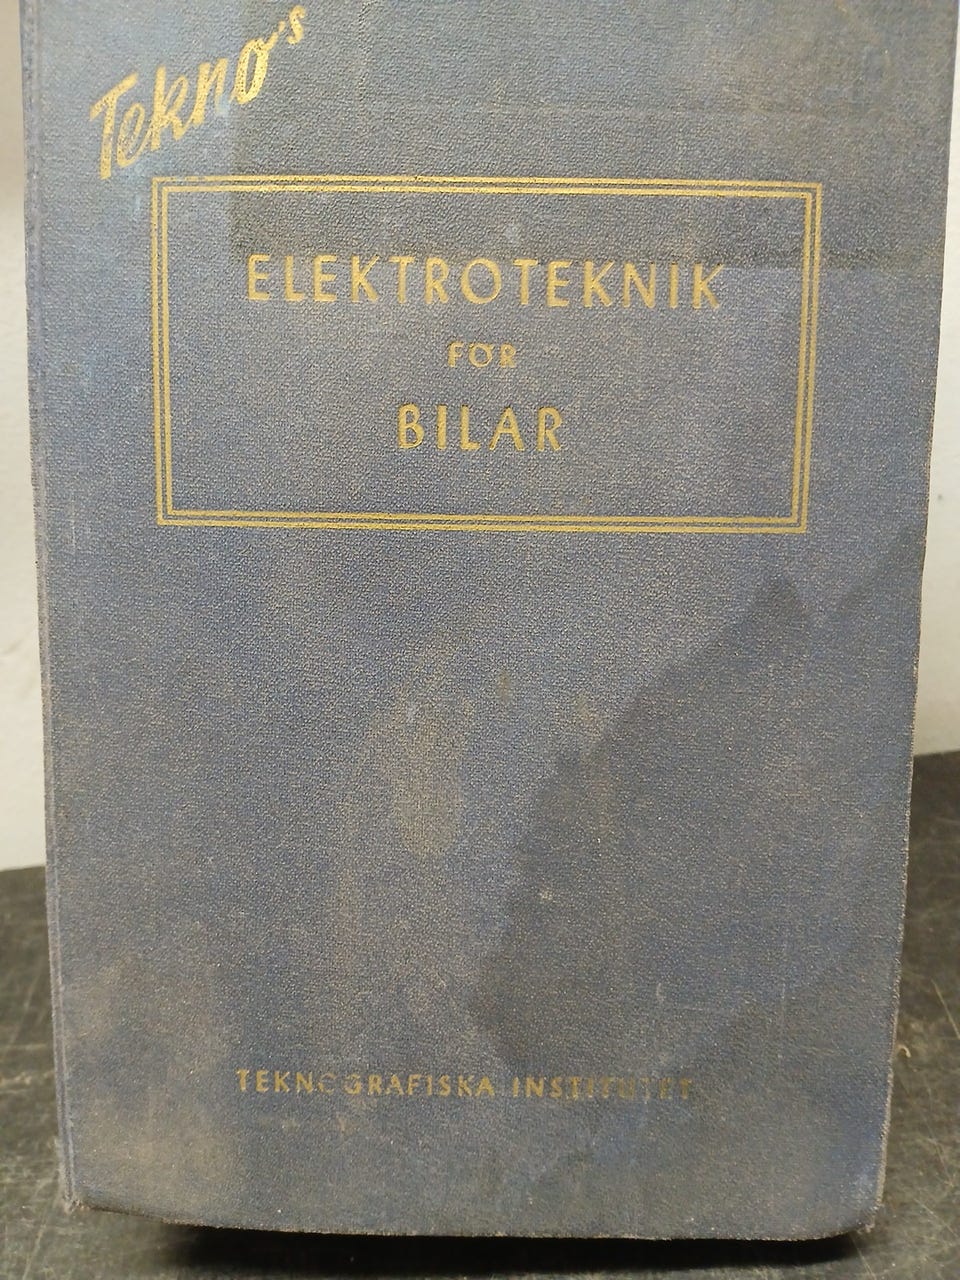 Tekno's
ELEKTROTEKNIK
FÖR
BILAR
TEKNOGRAFISKA INSTITUTET